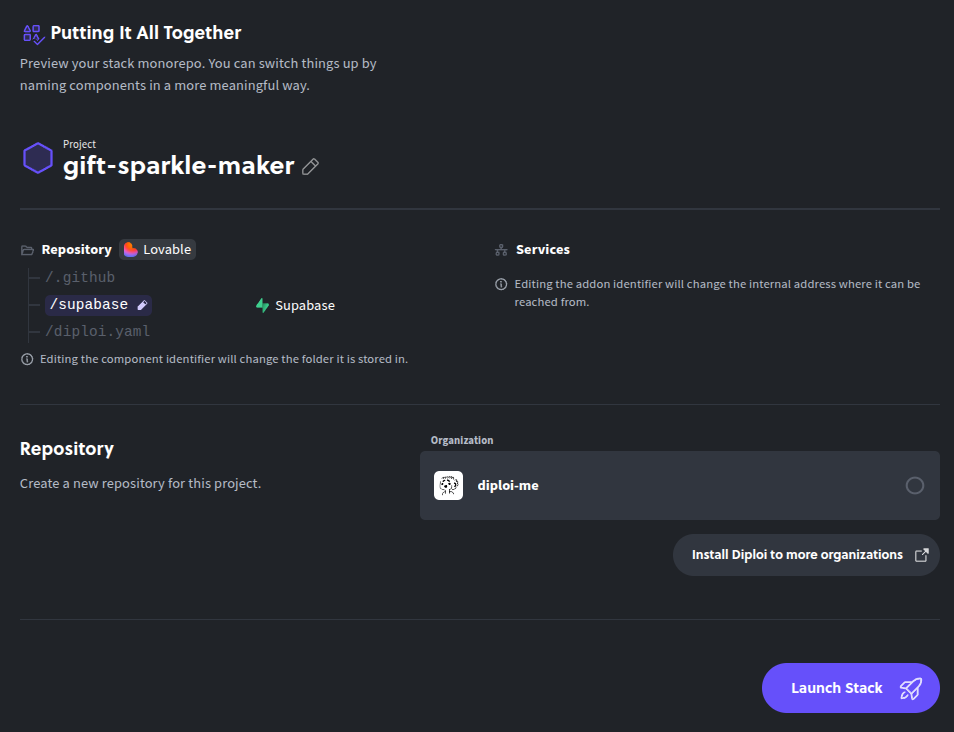 Putting It All Together
Preview your stack monorepo. You can switch things up by
naming components in a more meaningful way.
Project
gift-sparkle-maker
Repository Lovable
/.github
/supabase Supabase
/diploi.yaml
Editing the component identifier will change the folder it is stored in.
Services
Editing the addon identifier will change the internal address where it can be
reached from.
Repository
Create a new repository for this project.
Organization
diploi-me
Install Diploi to more organizations
Launch Stack